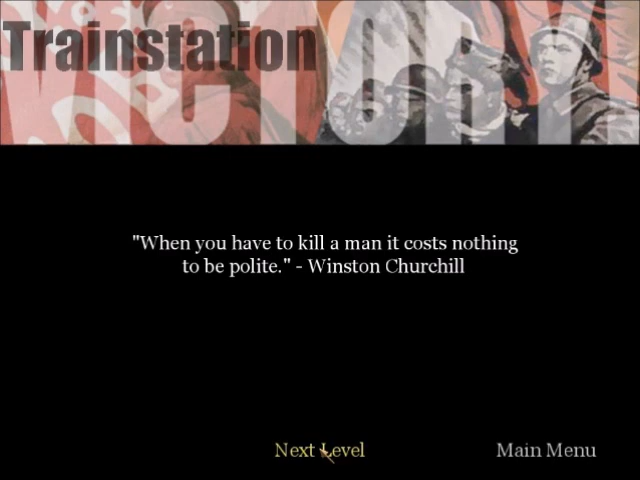 VICTORY!
Trainstation
"When you have to kill a man it costs nothing
to be polite." - Winston Churchill
Next Level
Main Menu